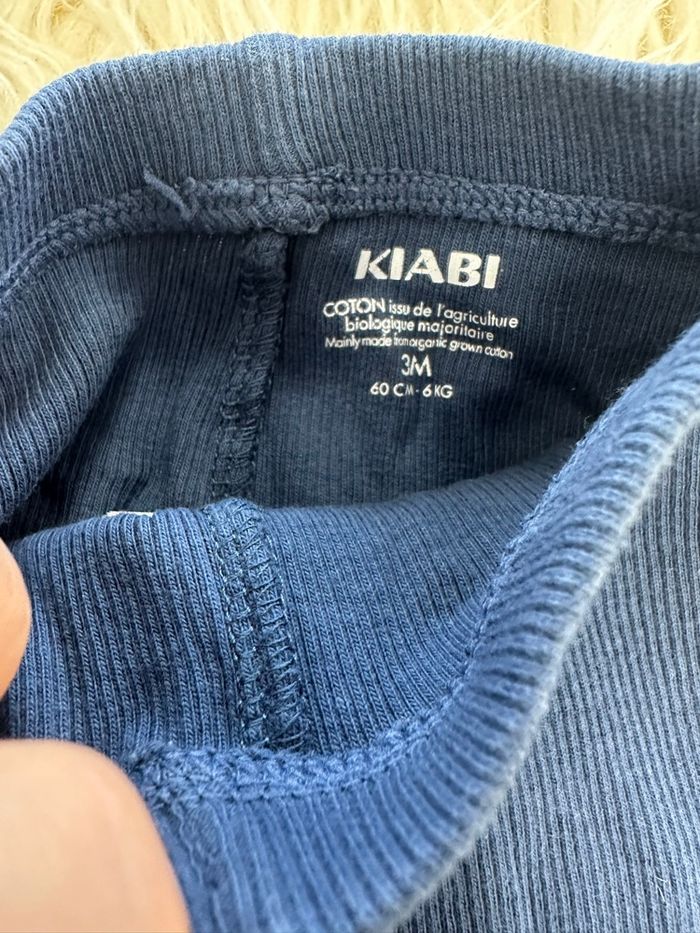 KIABI
COTON issu de l'agriculture
biologique majoritaire
Mainly made from organic grown cotton
3M
60 CM - 6 KG